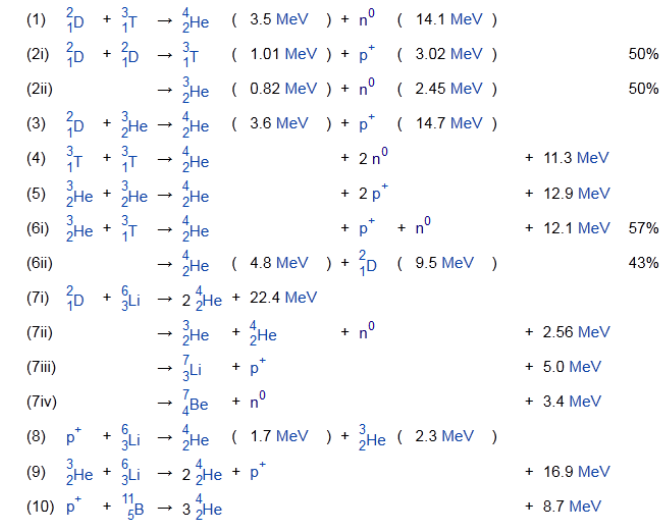 (1) ²₁D + ³₁T → ⁴₂He ( 3.5 MeV ) + n⁰ ( 14.1 MeV )
(2i) ²₁D + ²₁D → ³₁T ( 1.01 MeV ) + p⁺ ( 3.02 MeV ) 50%
(2ii) → ³₂He ( 0.82 MeV ) + n⁰ ( 2.45 MeV ) 50%
(3) ²₁D + ³₂He → ⁴₂He ( 3.6 MeV ) + p⁺ ( 14.7 MeV )
(4) ³₁T + ³₁T → ⁴₂He + 2 n⁰ + 11.3 MeV
(5) ³₂He + ³₂He → ⁴₂He + 2 p⁺ + 12.9 MeV
(6i) ³₂He + ³₁T → ⁴₂He + p⁺ + n⁰ + 12.1 MeV 57%
(6ii) → ⁴₂He ( 4.8 MeV ) + ²₁D ( 9.5 MeV ) 43%
(7i) ²₁D + ⁶₃Li → 2 ⁴₂He + 22.4 MeV
(7ii) → ³₂He + ⁴₂He + n⁰ + 2.56 MeV
(7iii) → ⁷₃Li + p⁺ + 5.0 MeV
(7iv) → ⁷₄Be + n⁰ + 3.4 MeV
(8) p⁺ + ⁶₃Li → ⁴₂He ( 1.7 MeV ) + ³₂He ( 2.3 MeV )
(9) ³₂He + ⁶₃Li → 2 ⁴₂He + p⁺ + 16.9 MeV
(10) p⁺ + ¹¹₅B → 3 ⁴₂He + 8.7 MeV